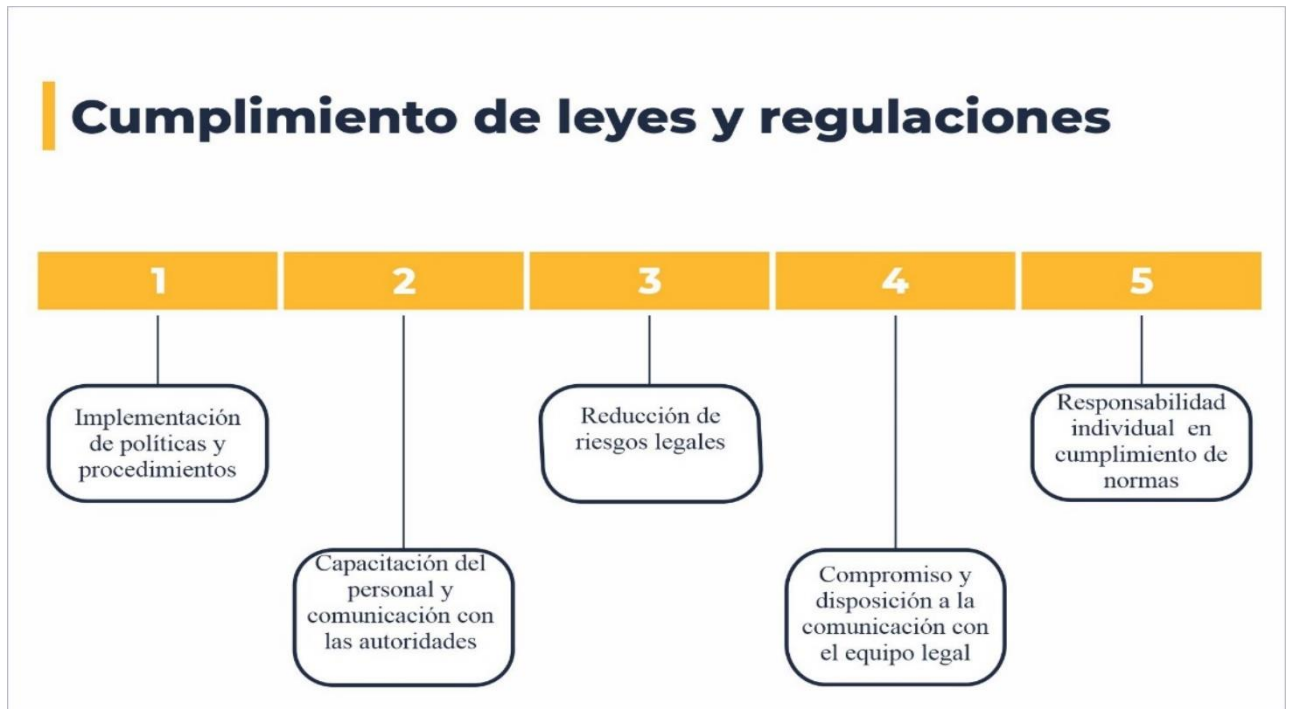 Cumplimiento de leyes y regulaciones
1
2
3
4
5
Implementación
de políticas y
procedimientos
Capacitación del
personal y
comunicación con
las autoridades
Reducción de
riesgos legales
Compromiso y
disposición a la
comunicación con
el equipo legal
Responsabilidad
individual en
cumplimiento de
normas